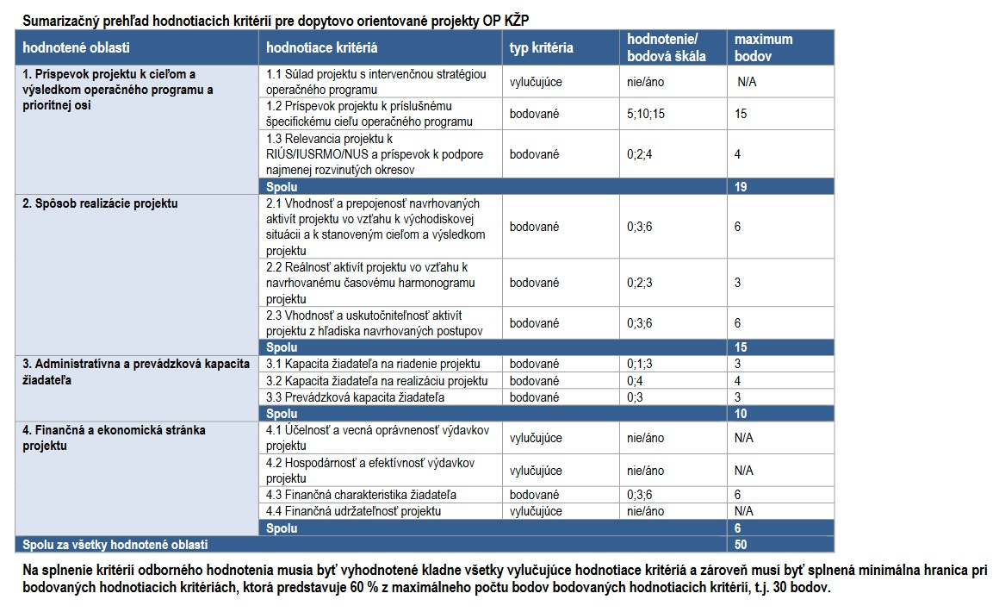 Sumarizačný prehľad hodnotiacich kritérií pre dopytovo orientované projekty OP KŽP
hodnotené oblasti
hodnotiace kritériá
typ kritéria
hodnotenie/
bodová škála
maximum
bodov
1. Príspevok projektu k cieľom a
výsledkom operačného programu a
prioritnej osi
1.1 Súlad projektu s intervenčnou stratégiou
operačného programu
vylučujúce
nie/áno
N/A
1.2 Príspevok projektu k príslušnému
špecifickému cieľu operačného programu
bodované
5;10;15
15
1.3 Relevancia projektu k
RIÚS/IUSRMO/NUS a príspevok k podpore
najmenej rozvinutých okresov
bodované
0;2;4
4
Spolu
19
2. Spôsob realizácie projektu
2.1 Vhodnosť a prepojenosť navrhovaných
aktivít projektu vo vzťahu k východiskovej
situácii a k stanoveným cieľom a výsledkom
projektu
bodované
0;3;6
6
2.2 Reálnosť aktivít projektu vo vzťahu k
navrhovanému časovému harmonogramu
projektu
bodované
0;2;3
3
2.3 Vhodnosť a uskutočniteľnosť aktivít
projektu z hľadiska navrhovaných postupov
bodované
0;3;6
6
Spolu
15
3. Administratívna a prevádzková kapacita
žiadateľa
3.1 Kapacita žiadateľa na riadenie projektu
bodované
0;1;3
3
3.2 Kapacita žiadateľa na realizáciu projektu
bodované
0;4
4
3.3 Prevádzková kapacita žiadateľa
bodované
0;3
3
Spolu
10
4. Finančná a ekonomická stránka
projektu
4.1 Účelnosť a vecná oprávnenosť výdavkov
projektu
vylučujúce
nie/áno
N/A
4.2 Hospodárnosť a efektívnosť výdavkov
projektu
vylučujúce
nie/áno
N/A
4.3 Finančná charakteristika žiadateľa
bodované
0;3;6
6
4.4 Finančná udržateľnosť projektu
vylučujúce
nie/áno
N/A
Spolu
6
Spolu za všetky hodnotené oblasti
50
Na splnenie kritérií odborného hodnotenia musia byť vyhodnotené kladne všetky vylučujúce hodnotiace kritériá a zároveň musí byť splnená minimálna hranica pri
bodovaných hodnotiacich kritériách, ktorá predstavuje 60 % z maximálneho počtu bodov bodovaných hodnotiacich kritérií, t.j. 30 bodov.